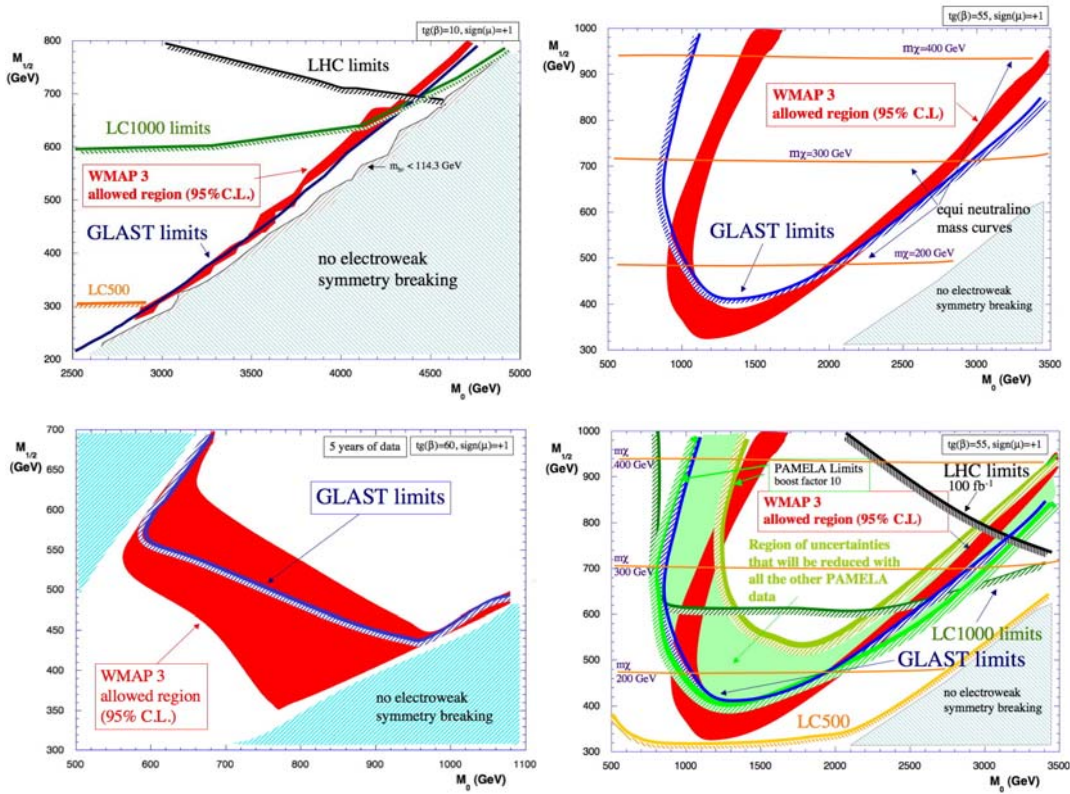 tg(β)=10, sign(μ)=+1
M1/2
(GeV)
800
700
600
500
400
300
200
LHC limits
LC1000 limits
WMAP 3
allowed region (95%C.L.)
< 114.3 GeV
GLAST limits
no electroweak
symmetry breaking
LC500
2500 3000 3500 4000 4500 5000
M0 (GeV)
tg(β)=55, sign(μ)=+1
M1/2
(GeV)
1000
900
800
700
600
500
400
300
mχ=400 GeV
WMAP 3
allowed region (95% C.L)
mχ=300GeV
equi neutralino
mass curves
GLAST limits
mχ=200GeV
no electroweak
symmetry breaking
500 1000 1500 2000 2500 3000 3500
M0 (GeV)
5 years of data tg(β)=60, sign(μ)=+1
M1/2
(GeV)
700
650
600
550
500
450
400
350
300
GLAST limits
WMAP 3
allowed region
(95% C.L.)
no electroweak
symmetry breaking
500 600 700 800 900 1000 1100
M0 (GeV)
tg(β)=55, sign(μ)=+1
M1/2
(GeV)
1000
900
800
700
600
500
400
300
mχ
400 GeV
PAMELA Limits
boost factor 10
LHC limits
100 fb-1
WMAP 3
allowed region (95% C.L)
Region of uncertainties
that will be reduced with
all the other PAMELA
data
mχ
300 GeV
LC1000 limits
GLAST limits
mχ
200 GeV
no electroweak
symmetry breaking
LC500
500 1000 1500 2000 2500 3000 3500
M0 (GeV)